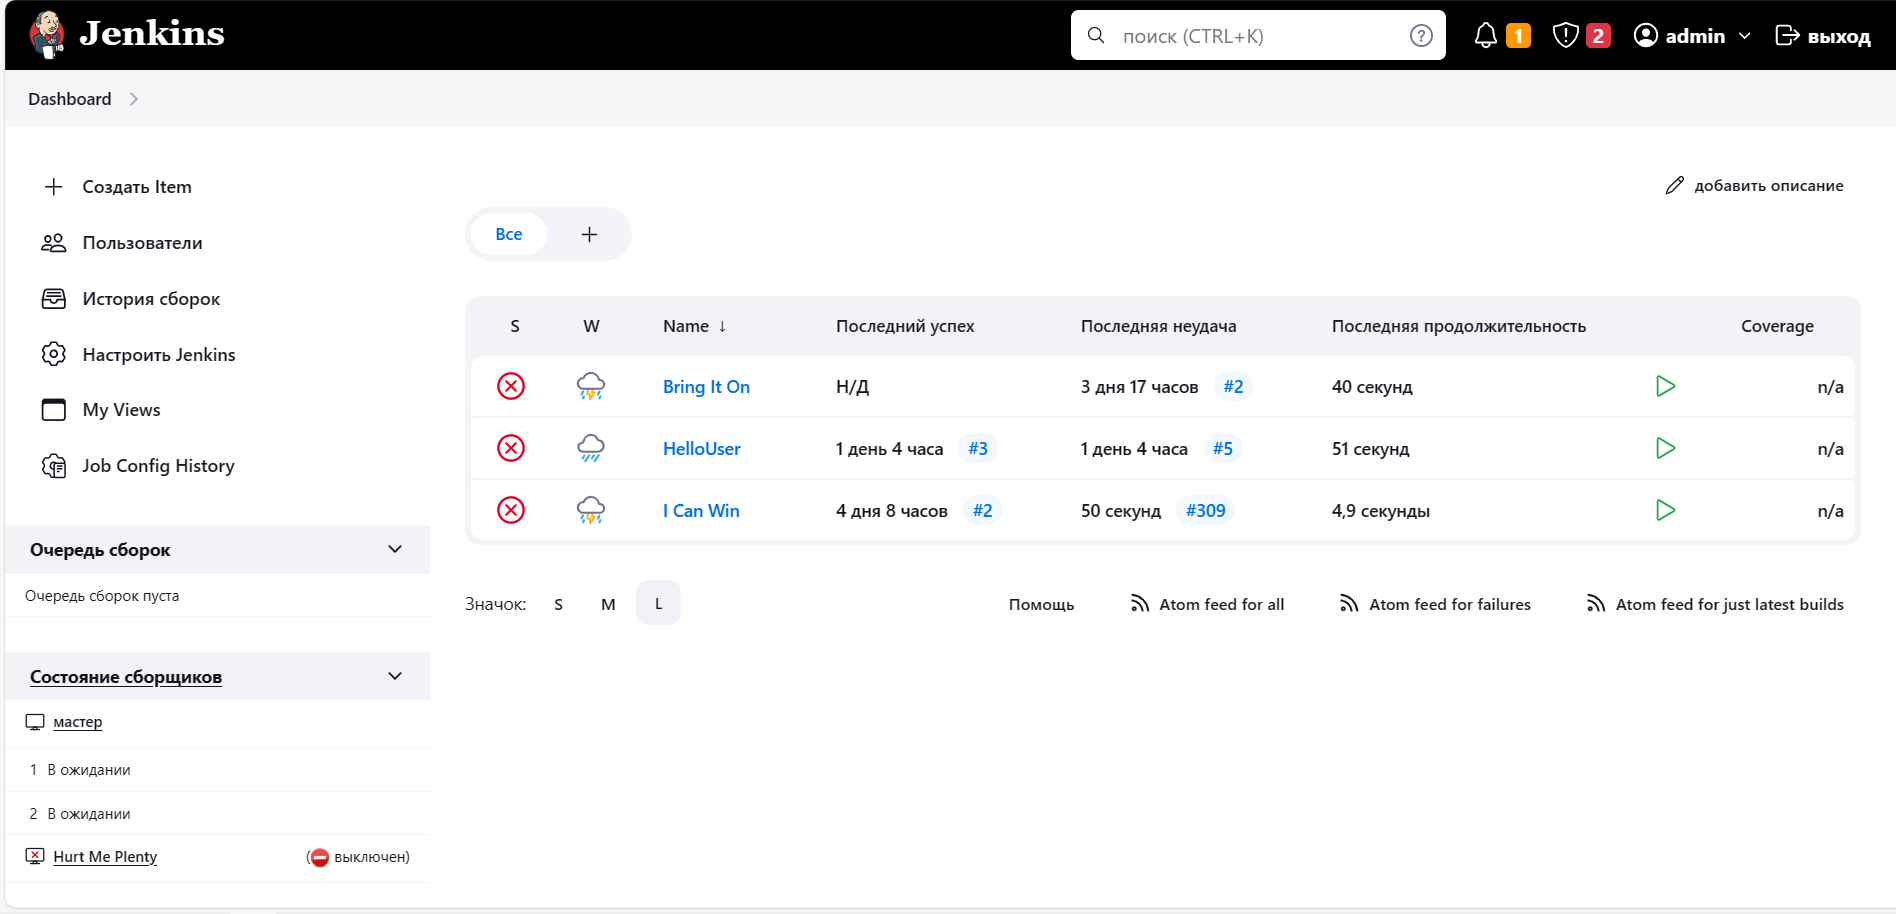 Jenkins
поиск (CTRL+K)
1
2
admin
выход
Dashboard
Создать Item
Пользователи
История сборок
Настроить Jenkins
My Views
Job Config History
Очередь сборок
Очередь сборок пуста
Состояние сборщиков
мастер
1 В ожидании
2 В ожидании
Hurt Me Plenty (выключен)
добавить описание
Все
S W Name ↓ Последний успех Последняя неудача Последняя продолжительность Coverage
Bring It On Н/Д 3 дня 17 часов #2 40 секунд n/a
HelloUser 1 день 4 часа #3 1 день 4 часа #5 51 секунд n/a
I Can Win 4 дня 8 часов #2 50 секунд #309 4,9 секунды n/a
Значок: S M L
Помощь Atom feed for all Atom feed for failures Atom feed for just latest builds